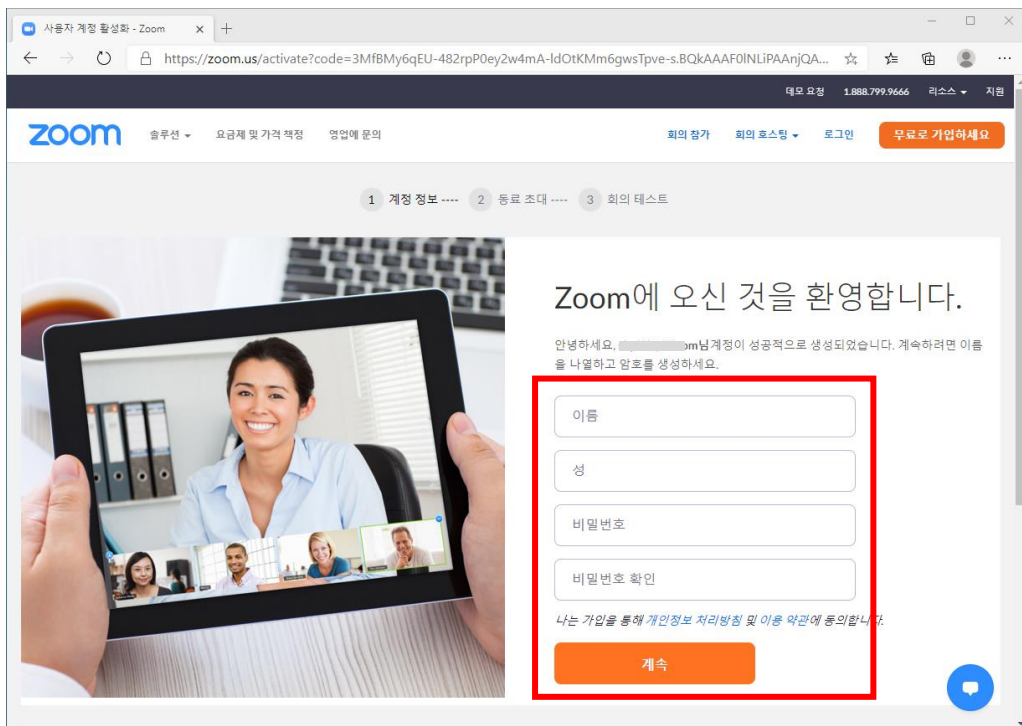 사용자 계정 활성화 - Zoom
https://zoom.us/activate?code=3MfBMy6qEU-482rpP0ey2w4mA-ldOtKMm6gwsTpve-s.BQkAAAF0lNLiPAAnjQA...
데모 요청 1.888.799.9666 리소스 지원
zoom 솔루션 요금제 및 가격 책정 영업에 문의 회의 참가 회의 호스팅 로그인 무료로 가입하세요
1 계정 정보 ---- 2 동료 초대 ---- 3 회의 테스트
Zoom에 오신 것을 환영합니다.
안녕하세요, om님계정이 성공적으로 생성되었습니다. 계속하려면 이름
을 나열하고 암호를 생성하세요.
이름
성
비밀번호
비밀번호 확인
나는 가입을 통해 개인정보 처리방침 및 이용 약관에 동의합니다.
계속